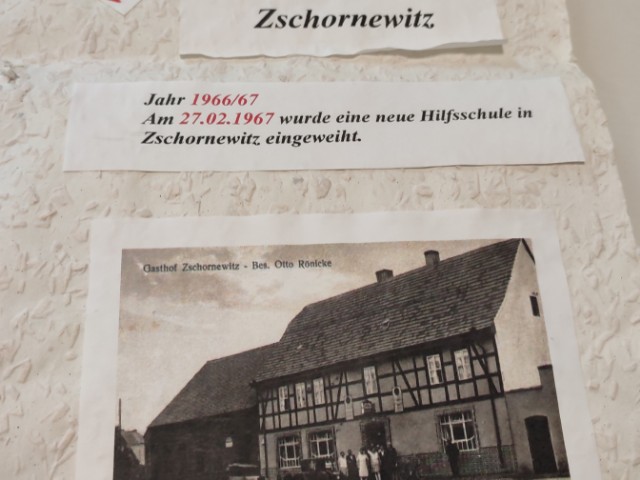 Zschornewitz
Jahr 1966/67
Am 27.02.1967 wurde eine neue Hilfsschule in
Zschornewitz eingeweiht.
Gasthof Zschornewitz - Bes. Otto Rönicke